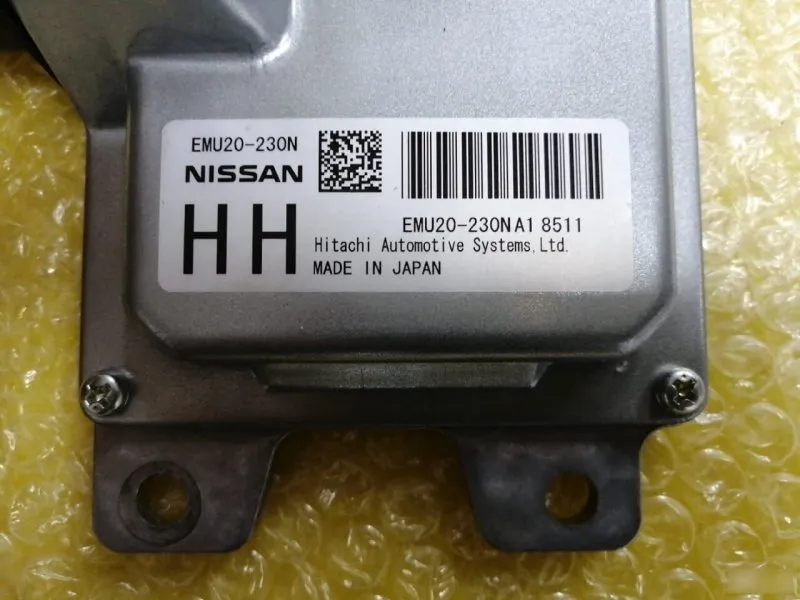 EMU20-230N
NISSAN
HH
EMU20-230NA1 8511
Hitachi Automotive Systems,Ltd.
MADE IN JAPAN